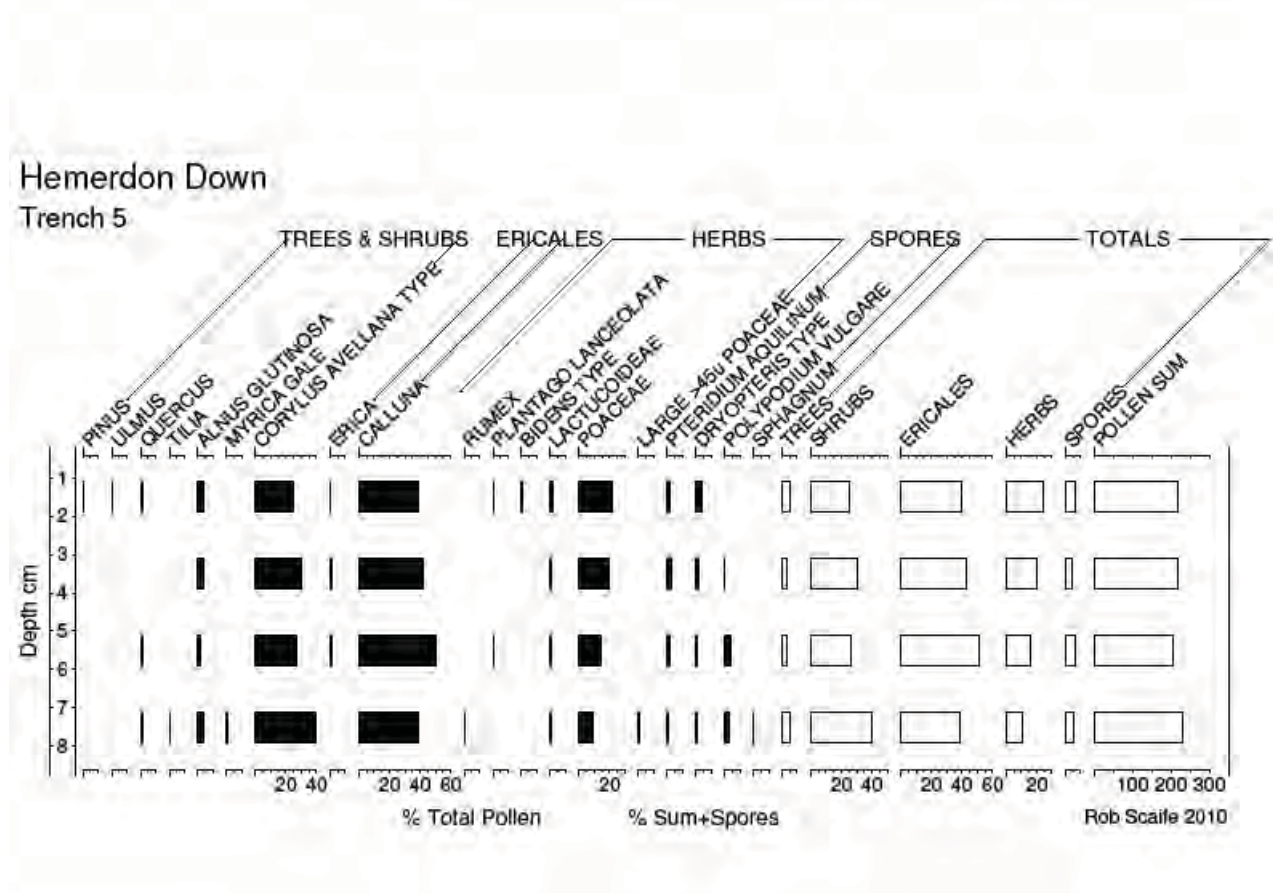 Hemerdon Down
Trench 5
TREES & SHRUBS ERICALES HERBS SPORES TOTALS
PINUS
ULMUS
QUERCUS
TILIA
ALNUS GLUTINOSA
MYRICA GALE
CORYLUS AVELLANA TYPE
ERICA
CALLUNA
RUMEX
PLANTAGO LANCEOLATA
BIDENS TYPE
LACTUCOIDEAE
POACEAE
LARGE >45u POACEAE
PTERIDIUM AQUILINUM
DRYOPTERIS TYPE
POLYPODIUM VULGARE
SPHAGNUM
TREES
SHRUBS
ERICALES
HERBS
SPORES
POLLEN SUM
Depth cm
1
2
3
4
5
6
7
8
20 40 20 40 60 20 20 40 20 40 60 20 100 200 300
% Total Pollen % Sum+Spores Rob Scaife 2010